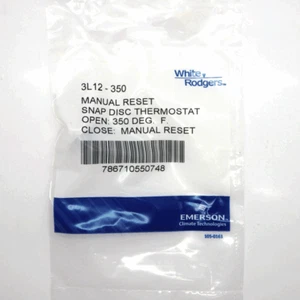 White
Rodgers
3L12-350
MANUAL RESET
SNAP DISC THERMOSTAT
OPEN: 350 DEG. F.
CLOSE: MANUAL RESET
786710550748
EMERSON
Climate Technologies